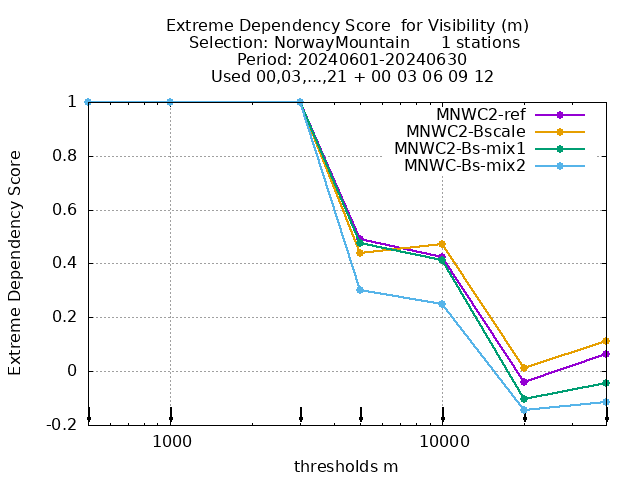 Extreme Dependency Score  for Visibility (m)
Selection: NorwayMountain      1 stations
Period: 20240601-20240630
Used 00,03,...,21 + 00 03 06 09 12
MNWC2-ref
MNWC2-Bscale
MNWC2-Bs-mix1
MNWC-Bs-mix2
Extreme Dependency Score
1
0.8
0.6
0.4
0.2
0
-0.2
1000
10000
thresholds m